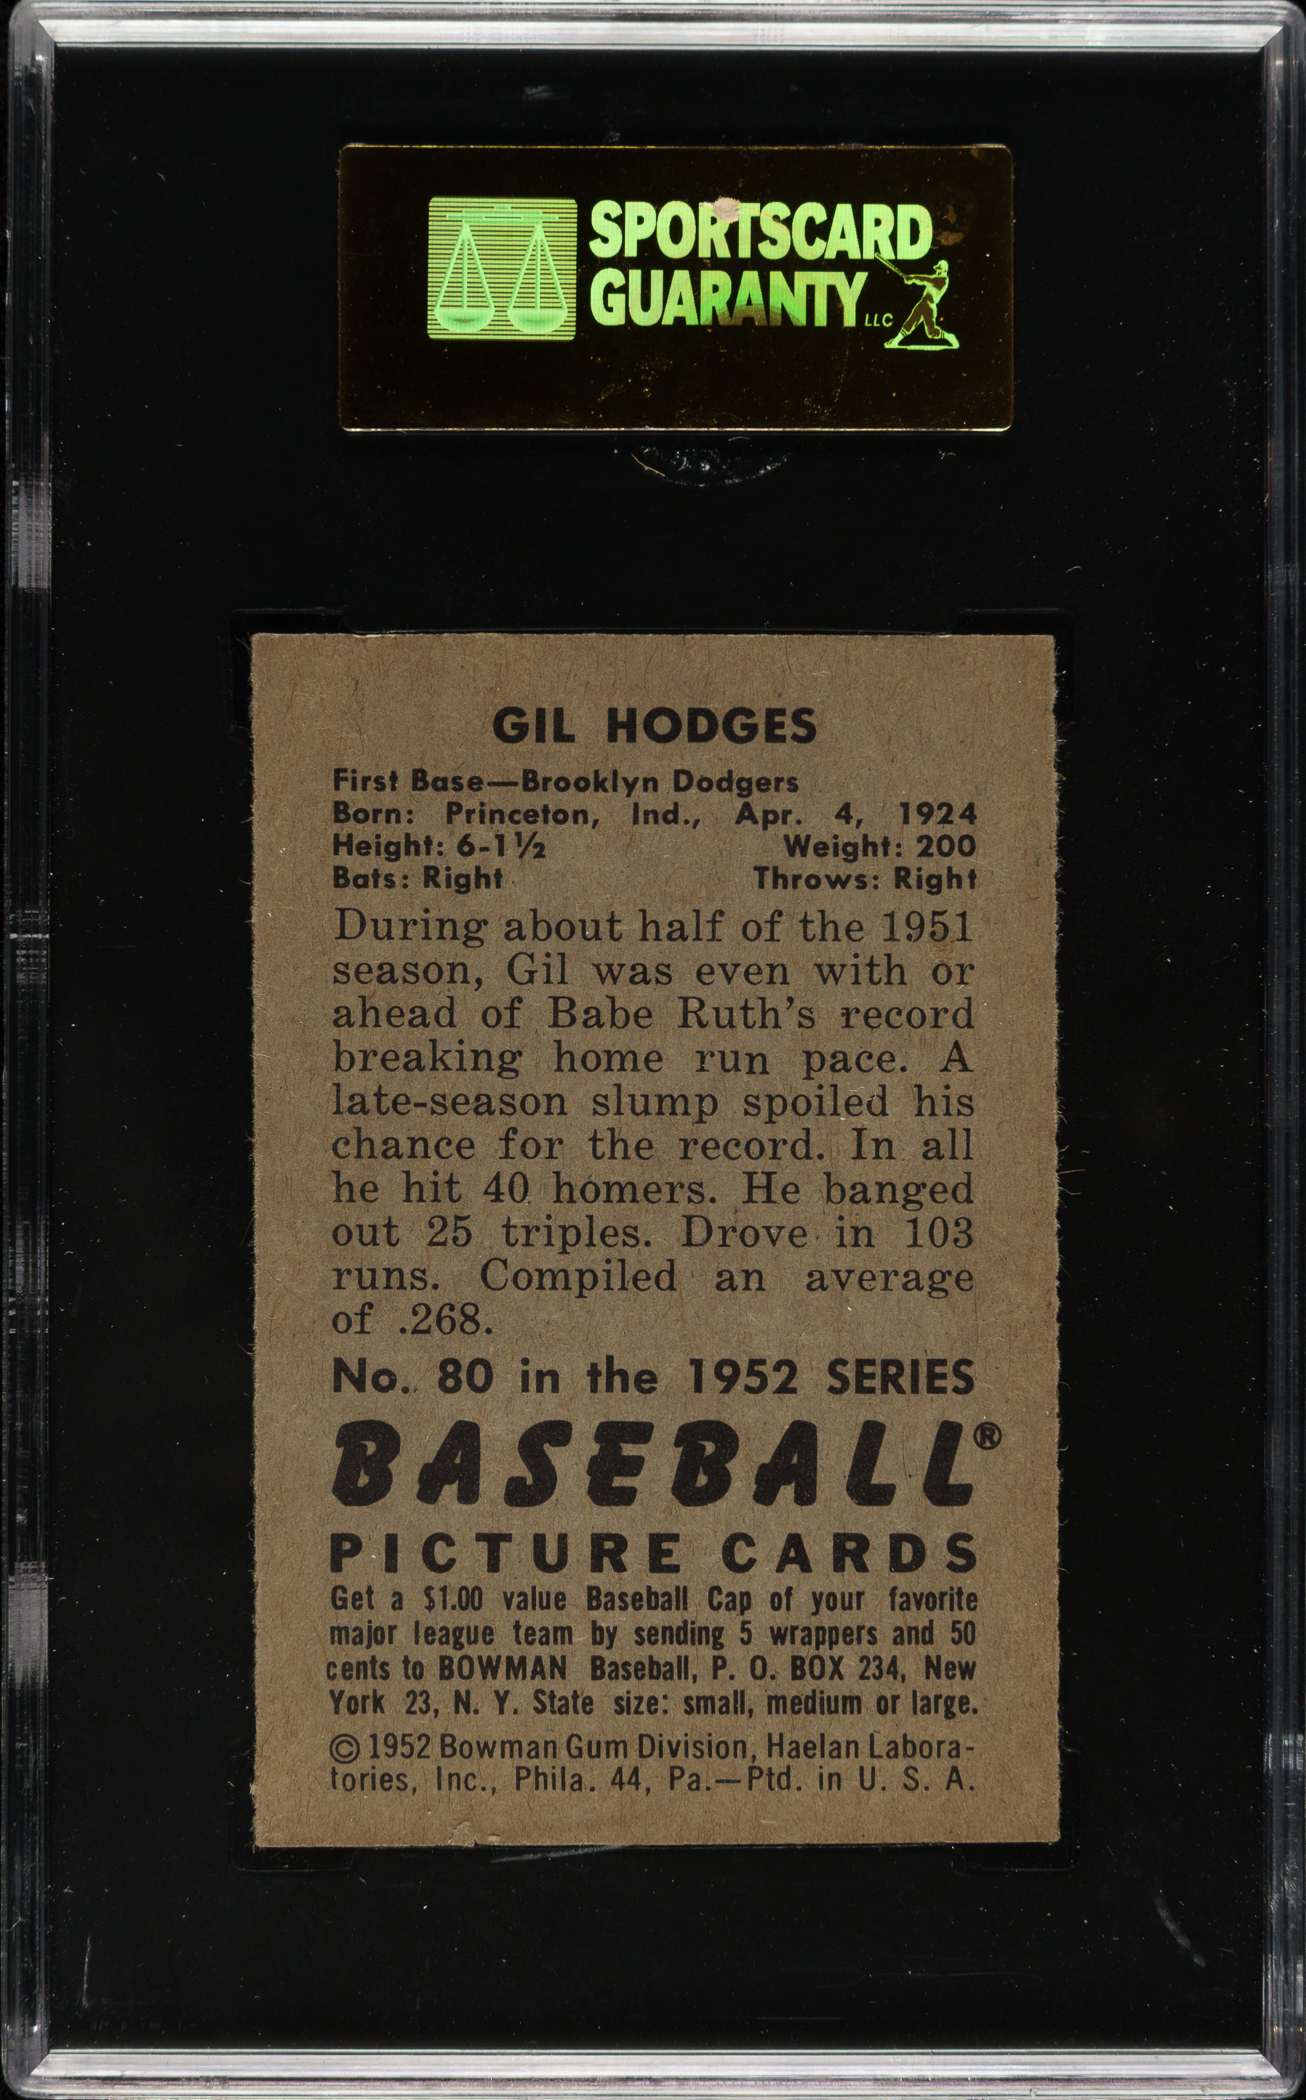 SPORTSCARD
GUARANTY LLC
GIL HODGES
First Base—Brooklyn Dodgers
Born: Princeton, Ind., Apr. 4, 1924
Height: 6-1½ Weight: 200
Bats: Right Throws: Right
During about half of the 1951
season, Gil was even with or
ahead of Babe Ruth's record
breaking home run pace. A
late-season slump spoiled his
chance for the record. In all
he hit 40 homers. He banged
out 25 triples. Drove in 103
runs. Compiled an average
of .268.
No. 80 in the 1952 SERIES
BASEBALL®
PICTURE CARDS
Get a $1.00 value Baseball Cap of your favorite
major league team by sending 5 wrappers and 50
cents to BOWMAN Baseball, P. O. BOX 234, New
York 23, N. Y. State size: small, medium or large.
© 1952 Bowman Gum Division, Haelan Labora-
tories, Inc., Phila. 44, Pa.—Ptd. in U. S. A.